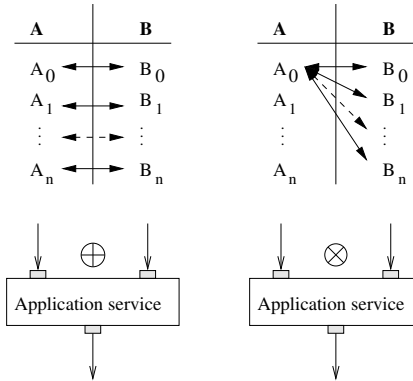 A B
A0 B0
A1 B1
⋮ ⋮
An Bn
A B
A0 B0
A1 B1
⋮ ⋮
An Bn
Application service
Application service